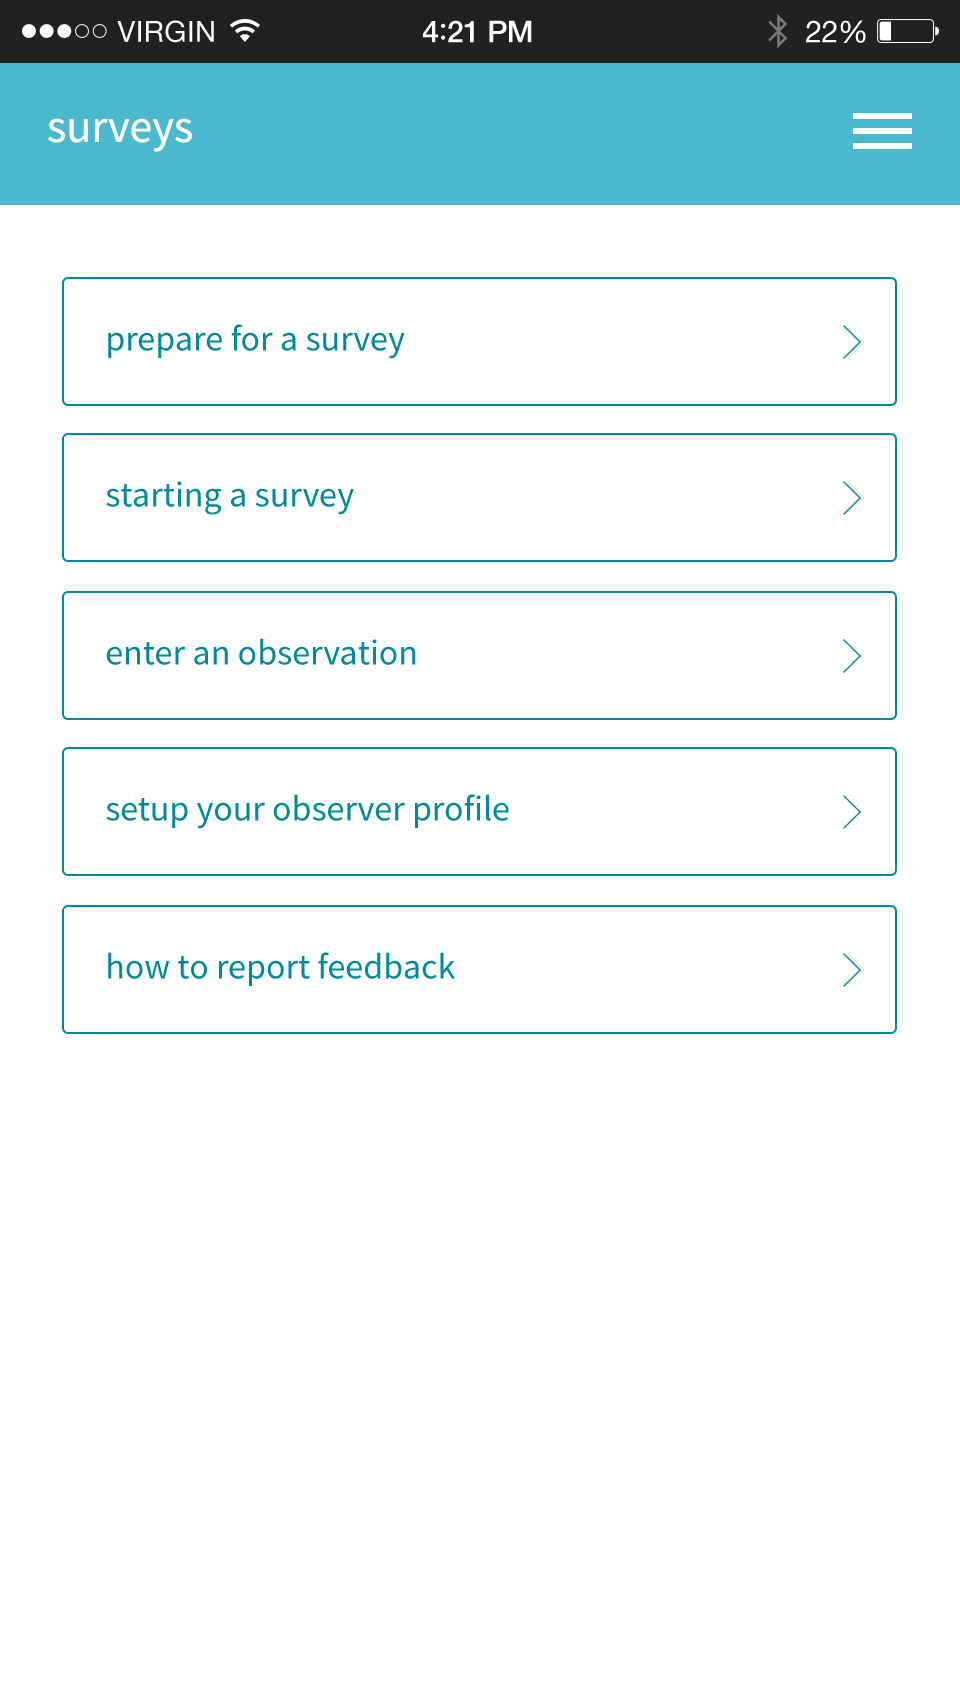 VIRGIN 4:21 PM 22%
surveys
prepare for a survey
starting a survey
enter an observation
setup your observer profile
how to report feedback